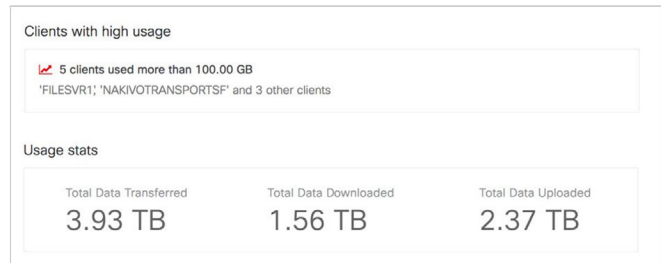 Clients with high usage
5 clients used more than 100.00 GB
'FILESVR1', 'NAKIVOTRANSPORTSF' and 3 other clients
Usage stats
Total Data Transferred Total Data Downloaded Total Data Uploaded
3.93 TB 1.56 TB 2.37 TB